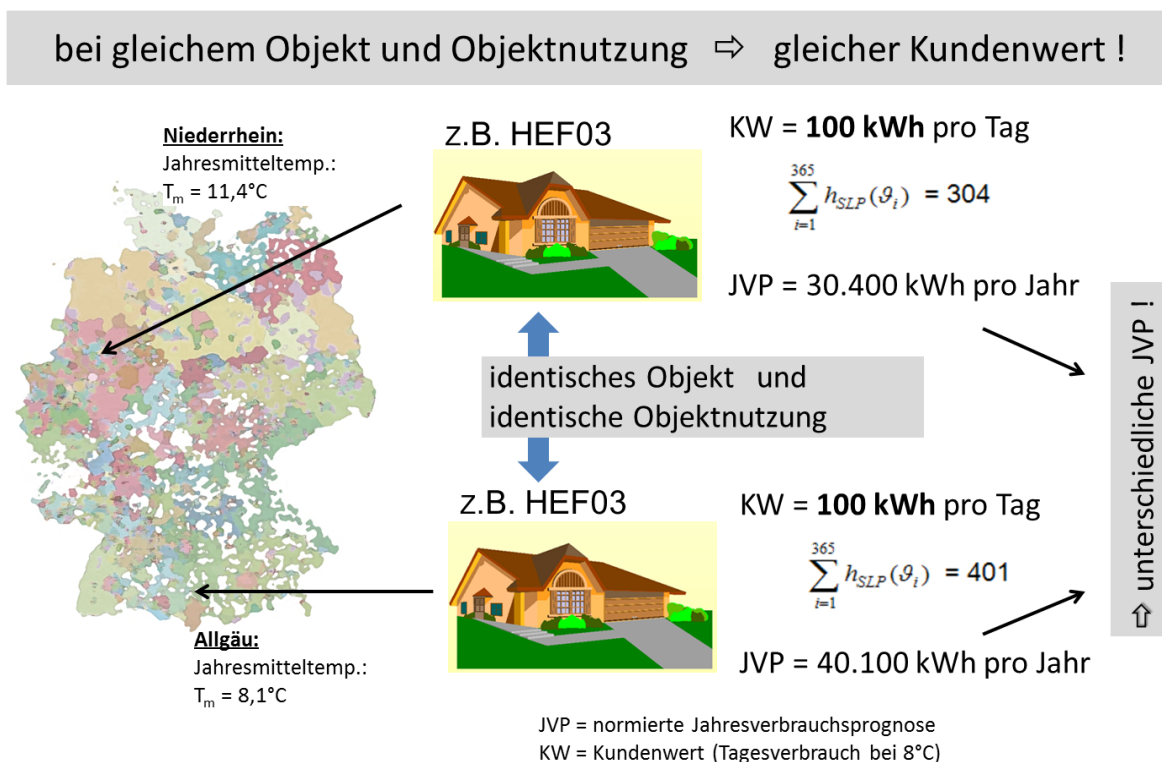 bei gleichem Objekt und Objektnutzung ⇨ gleicher Kundenwert !
Niederrhein:
Jahresmitteltemp.:
Tm = 11,4°C
z.B. HEF03
KW = 100 kWh pro Tag
365
∑ hSLP(ϑi) = 304
i=1
JVP = 30.400 kWh pro Jahr
identisches Objekt und
identische Objektnutzung
⇨ unterschiedliche JVP !
z.B. HEF03
KW = 100 kWh pro Tag
365
∑ hSLP(ϑi) = 401
i=1
JVP = 40.100 kWh pro Jahr
Allgäu:
Jahresmitteltemp.:
Tm = 8,1°C
JVP = normierte Jahresverbrauchsprognose
KW = Kundenwert (Tagesverbrauch bei 8°C)